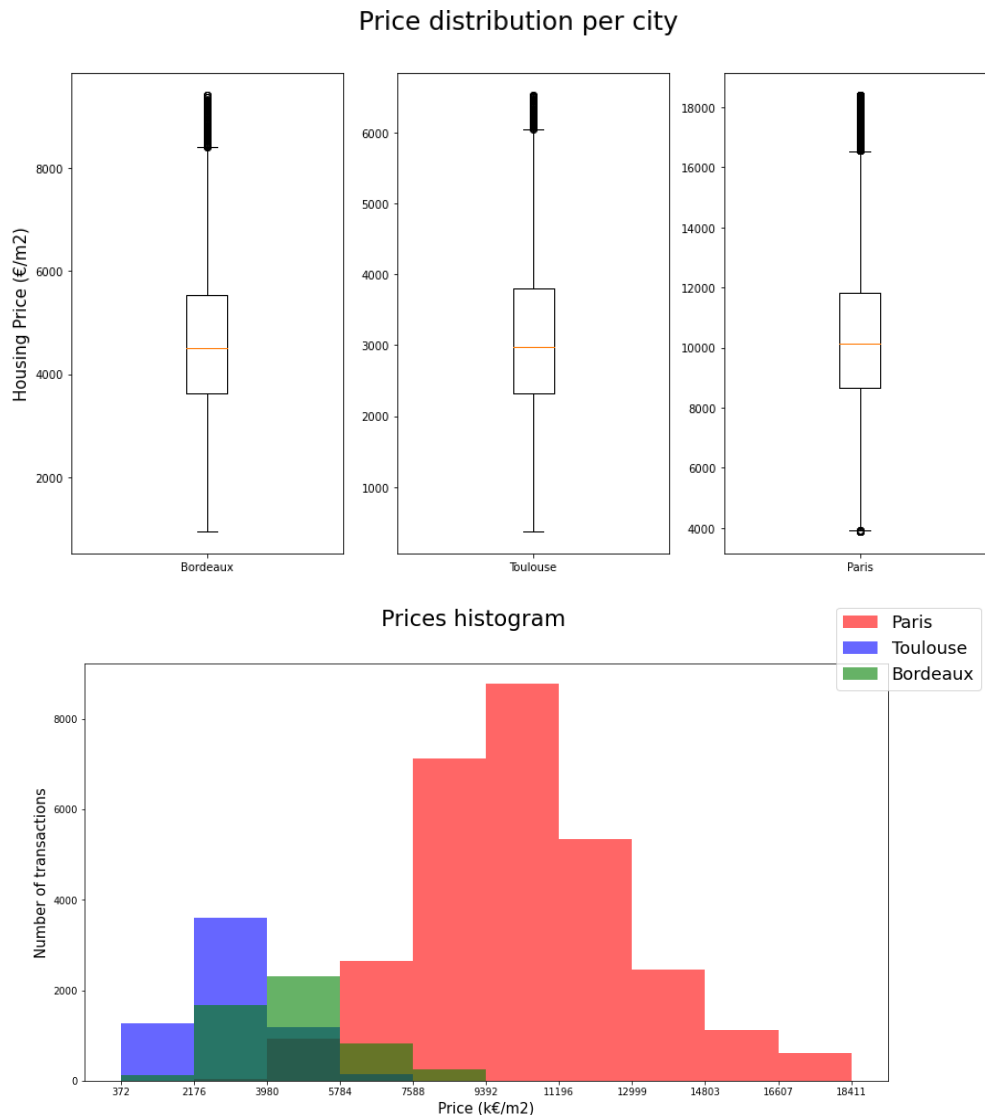 Price distribution per city
Housing Price (€/m2)
8000
6000
4000
2000
Bordeaux
6000
5000
4000
3000
2000
1000
Toulouse
18000
16000
14000
12000
10000
8000
6000
4000
Paris
Prices histogram
Paris
Toulouse
Bordeaux
Number of transactions
8000
6000
4000
2000
0
372 2176 3980 5784 7588 9392 11196 12999 14803 16607 18411
Price (k€/m2)